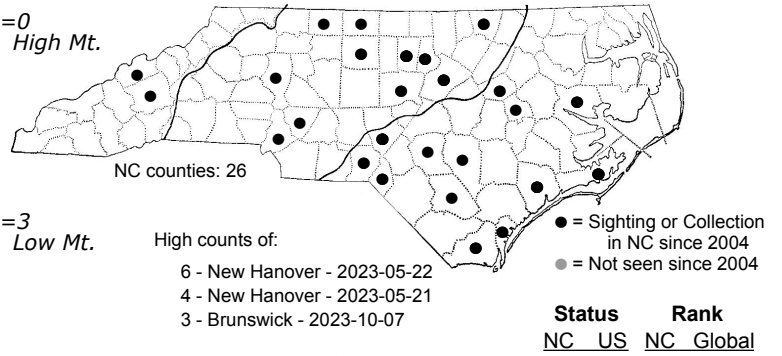 =0
High Mt.
NC counties: 26
=3
Low Mt.
High counts of:
6 - New Hanover - 2023-05-22
4 - New Hanover - 2023-05-21
3 - Brunswick - 2023-10-07
● = Sighting or Collection
in NC since 2004
● = Not seen since 2004
Status Rank
NC US NC Global